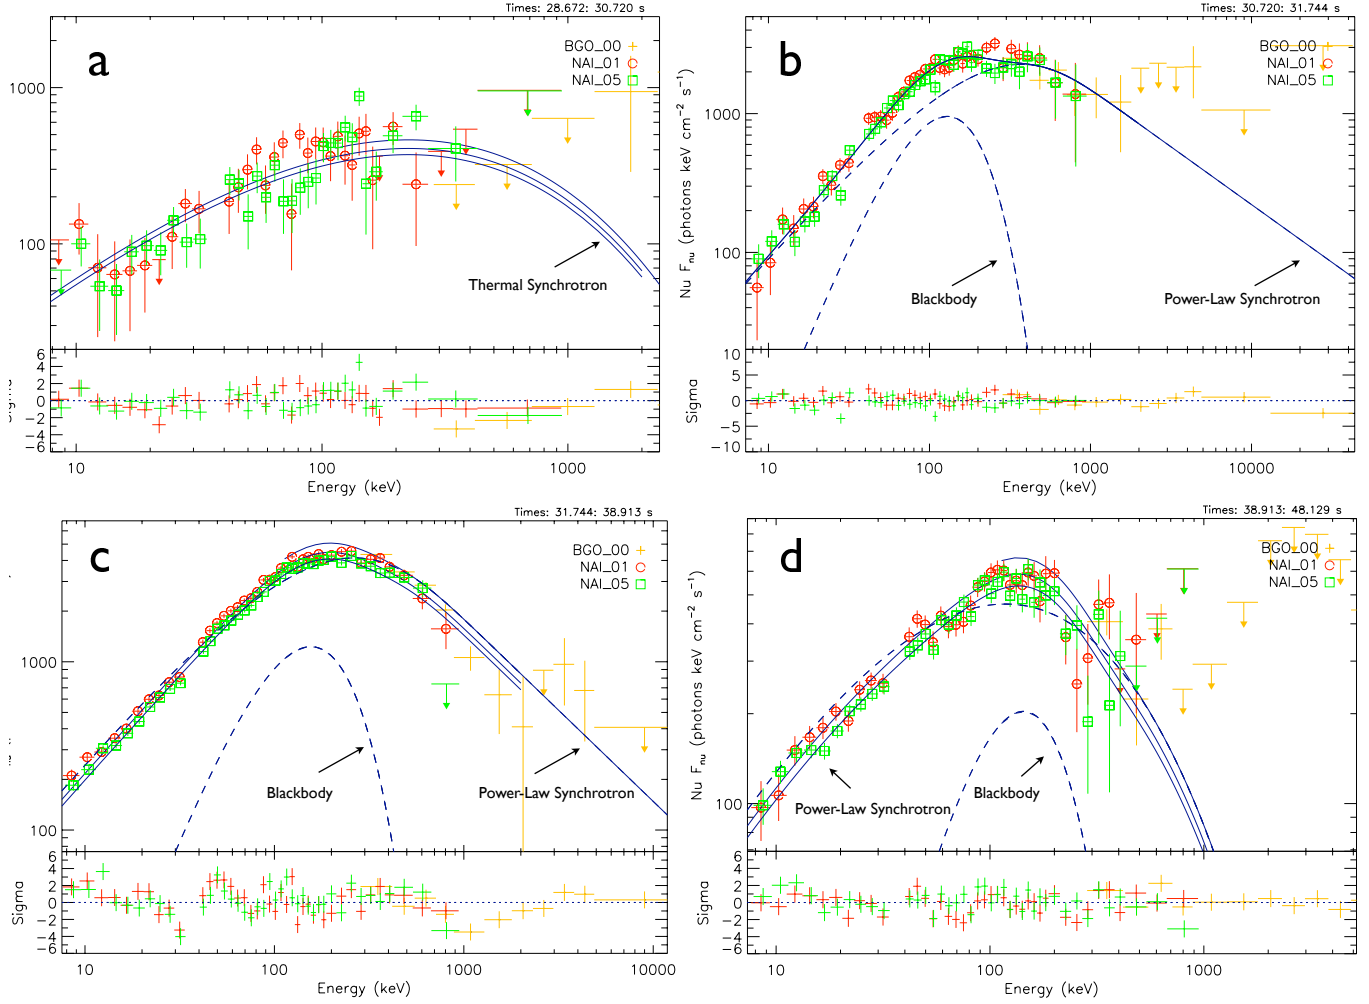 Times: 28.672: 30.720 s
a
BGO_00
NAI_01
NAI_05
1000
100
Thermal Synchrotron
6
4
2
0
−2
−4
−6
10
100
1000
Energy (keV)
Times: 30.720: 31.744 s
b
BGO_00
NAI_01
NAI_05
Nu Fnu (photons keV cm−2 s−1)
1000
100
Blackbody
Power-Law Synchrotron
Sigma
10
5
0
−5
−10
10
100
1000
10000
Energy (keV)
Times: 31.744: 38.913 s
c
BGO_00
NAI_01
NAI_05
1000
100
Blackbody
Power-Law Synchrotron
Sigma
6
4
2
0
−2
−4
−6
10
100
1000
10000
Energy (keV)
Times: 38.913: 48.129 s
d
BGO_00
NAI_01
NAI_05
Nu Fnu (photons keV cm−2 s−1)
100
Power-Law Synchrotron
Blackbody
Sigma
6
4
2
0
−2
−4
−6
10
100
1000
Energy (keV)